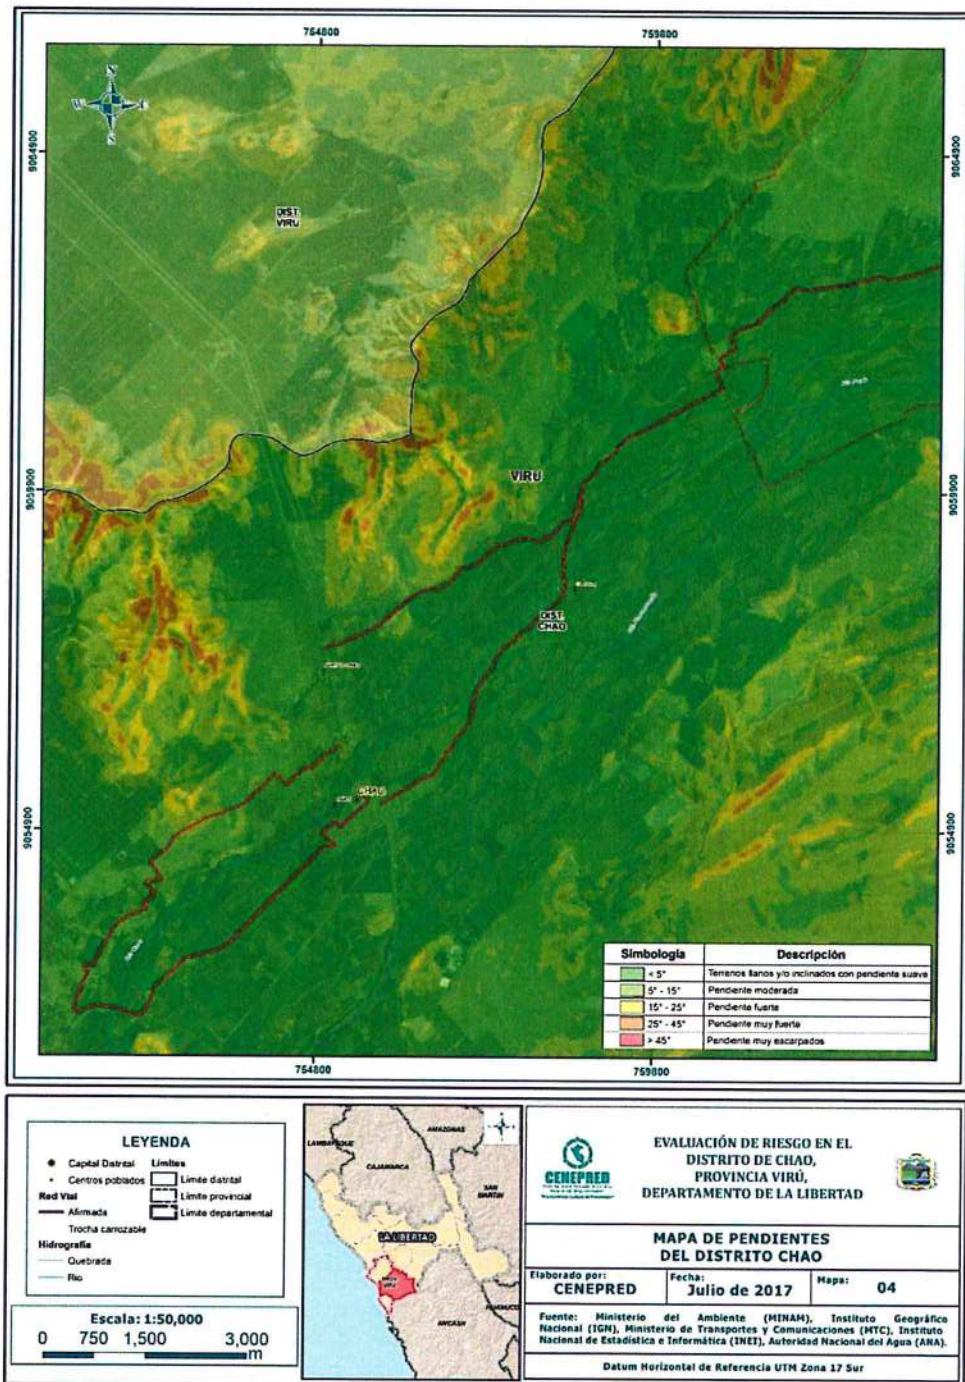 754800
759800
N
W
9064900
9064900
DIST.
VIRU
9059900
9059900
VIRU
DIST.
CHAO
CHAO
9054900
9054900
Simbología Descripción
< 5° Terrenos llanos y/o inclinados con pendiente suave
5° - 15° Pendiente moderada
15° - 25° Pendiente fuerte
25° - 45° Pendiente muy fuerte
> 45° Pendiente muy escarpados
754800
759800
LEYENDA
Capital Distrital
Centros poblados
Red Vial
Afirmada
Trocha carrozable
Hidrografía
Quebrada
Rio
Limites
Limite distrital
Limite provincial
Limite departamental
Escala: 1:50,000
0 750 1,500 3,000
m
LAMBAYEQUE
AMAZONAS
CAJAMARCA
SAN
MARTIN
LA LIBERTAD
VIRU
HUANUCO
ANCASH
CENEPRED
EVALUACIÓN DE RIESGO EN EL
DISTRITO DE CHAO,
PROVINCIA VIRÚ,
DEPARTAMENTO DE LA LIBERTAD
MAPA DE PENDIENTES
DEL DISTRITO CHAO
Elaborado por:
CENEPRED
Fecha:
Julio de 2017
Mapa:
04
Fuente: Ministerio del Ambiente (MINAM), Instituto Geográfico
Nacional (IGN), Ministerio de Transportes y Comunicaciones (MTC), Instituto
Nacional de Estadística e Informática (INEI), Autoridad Nacional del Agua (ANA).
Datum Horizontal de Referencia UTM Zona 17 Sur